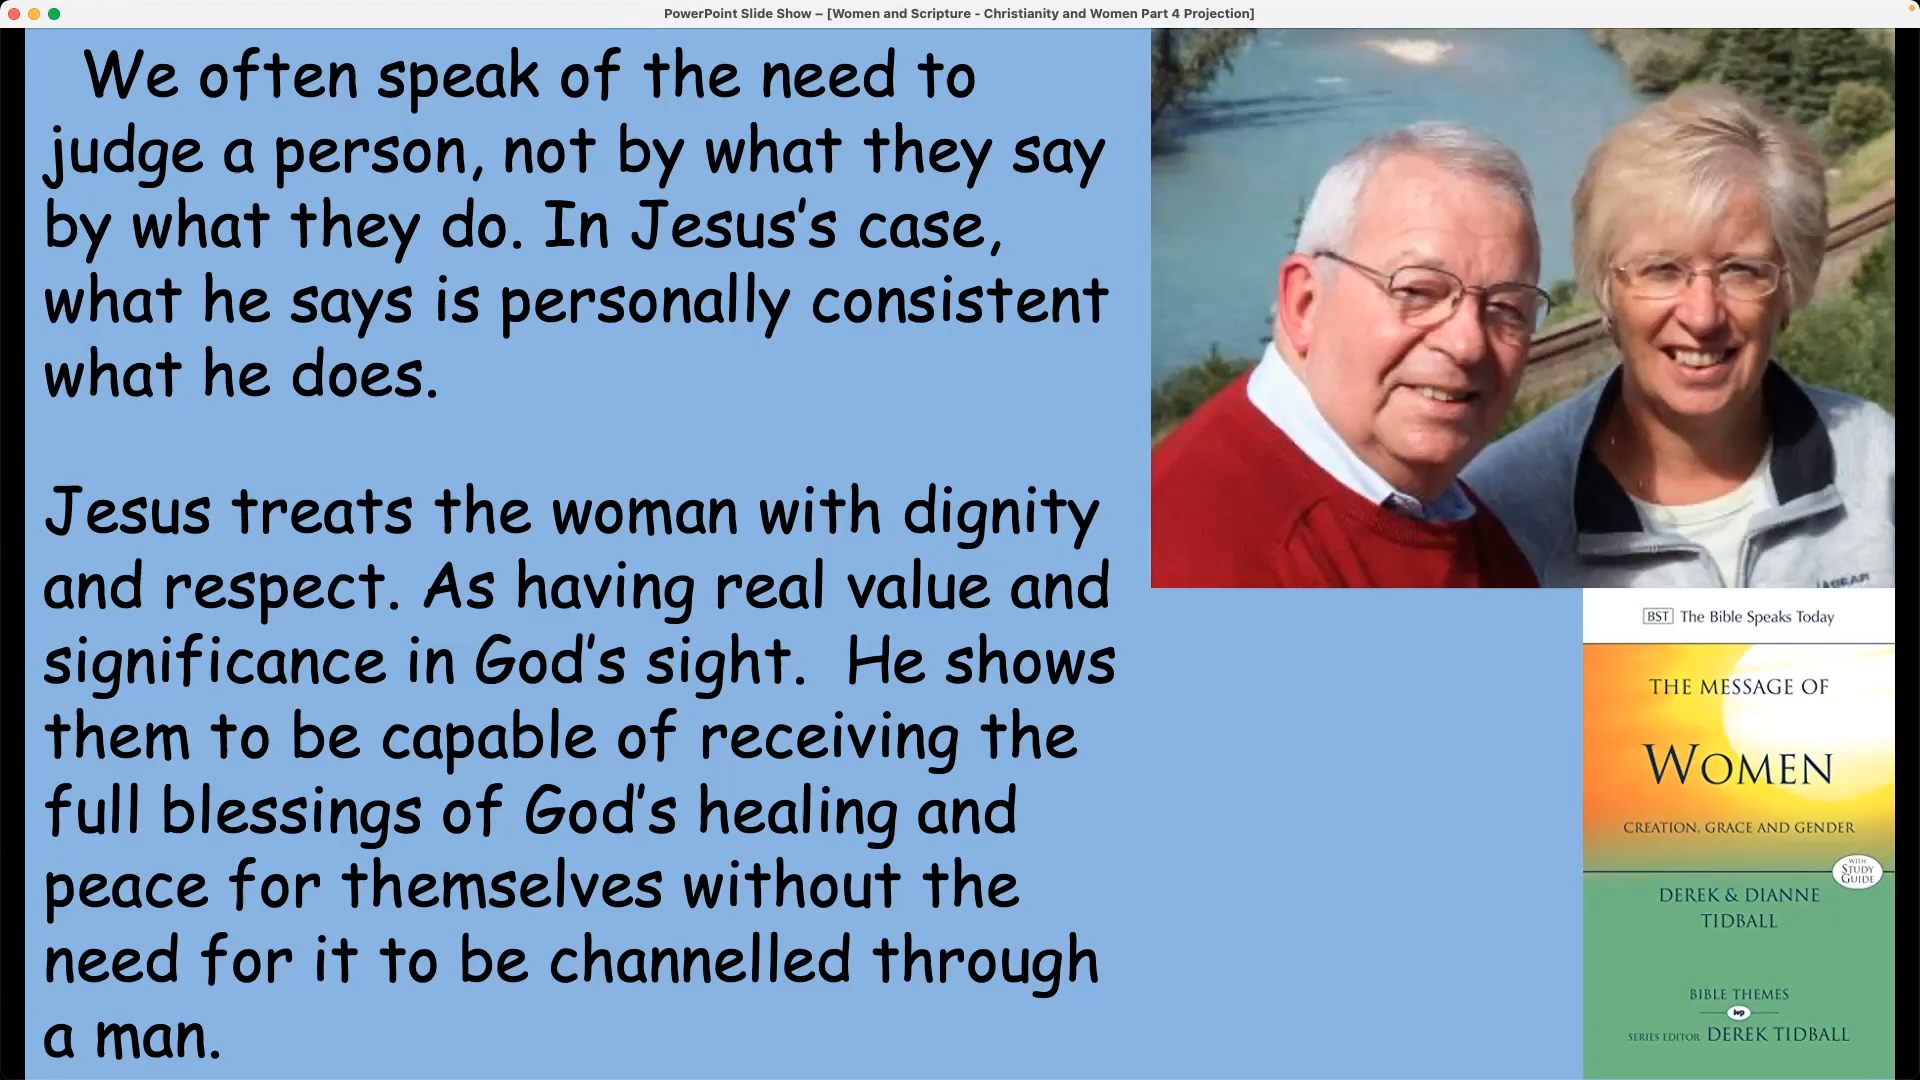 PowerPoint Slide Show – [Women and Scripture - Christianity and Women Part 4 Projection]
We often speak of the need to
judge a person, not by what they say
by what they do. In Jesus’s case,
what he says is personally consistent
what he does.
Jesus treats the woman with dignity
and respect. As having real value and
significance in God’s sight.  He shows
them to be capable of receiving the
full blessings of God’s healing and
peace for themselves without the
need for it to be channelled through
a man.
BST The Bible Speaks Today
THE MESSAGE OF
WOMEN
CREATION, GRACE AND GENDER
WITH
STUDY
GUIDE
DEREK & DIANNE
TIDBALL
BIBLE THEMES
ivp
SERIES EDITOR DEREK TIDBALL